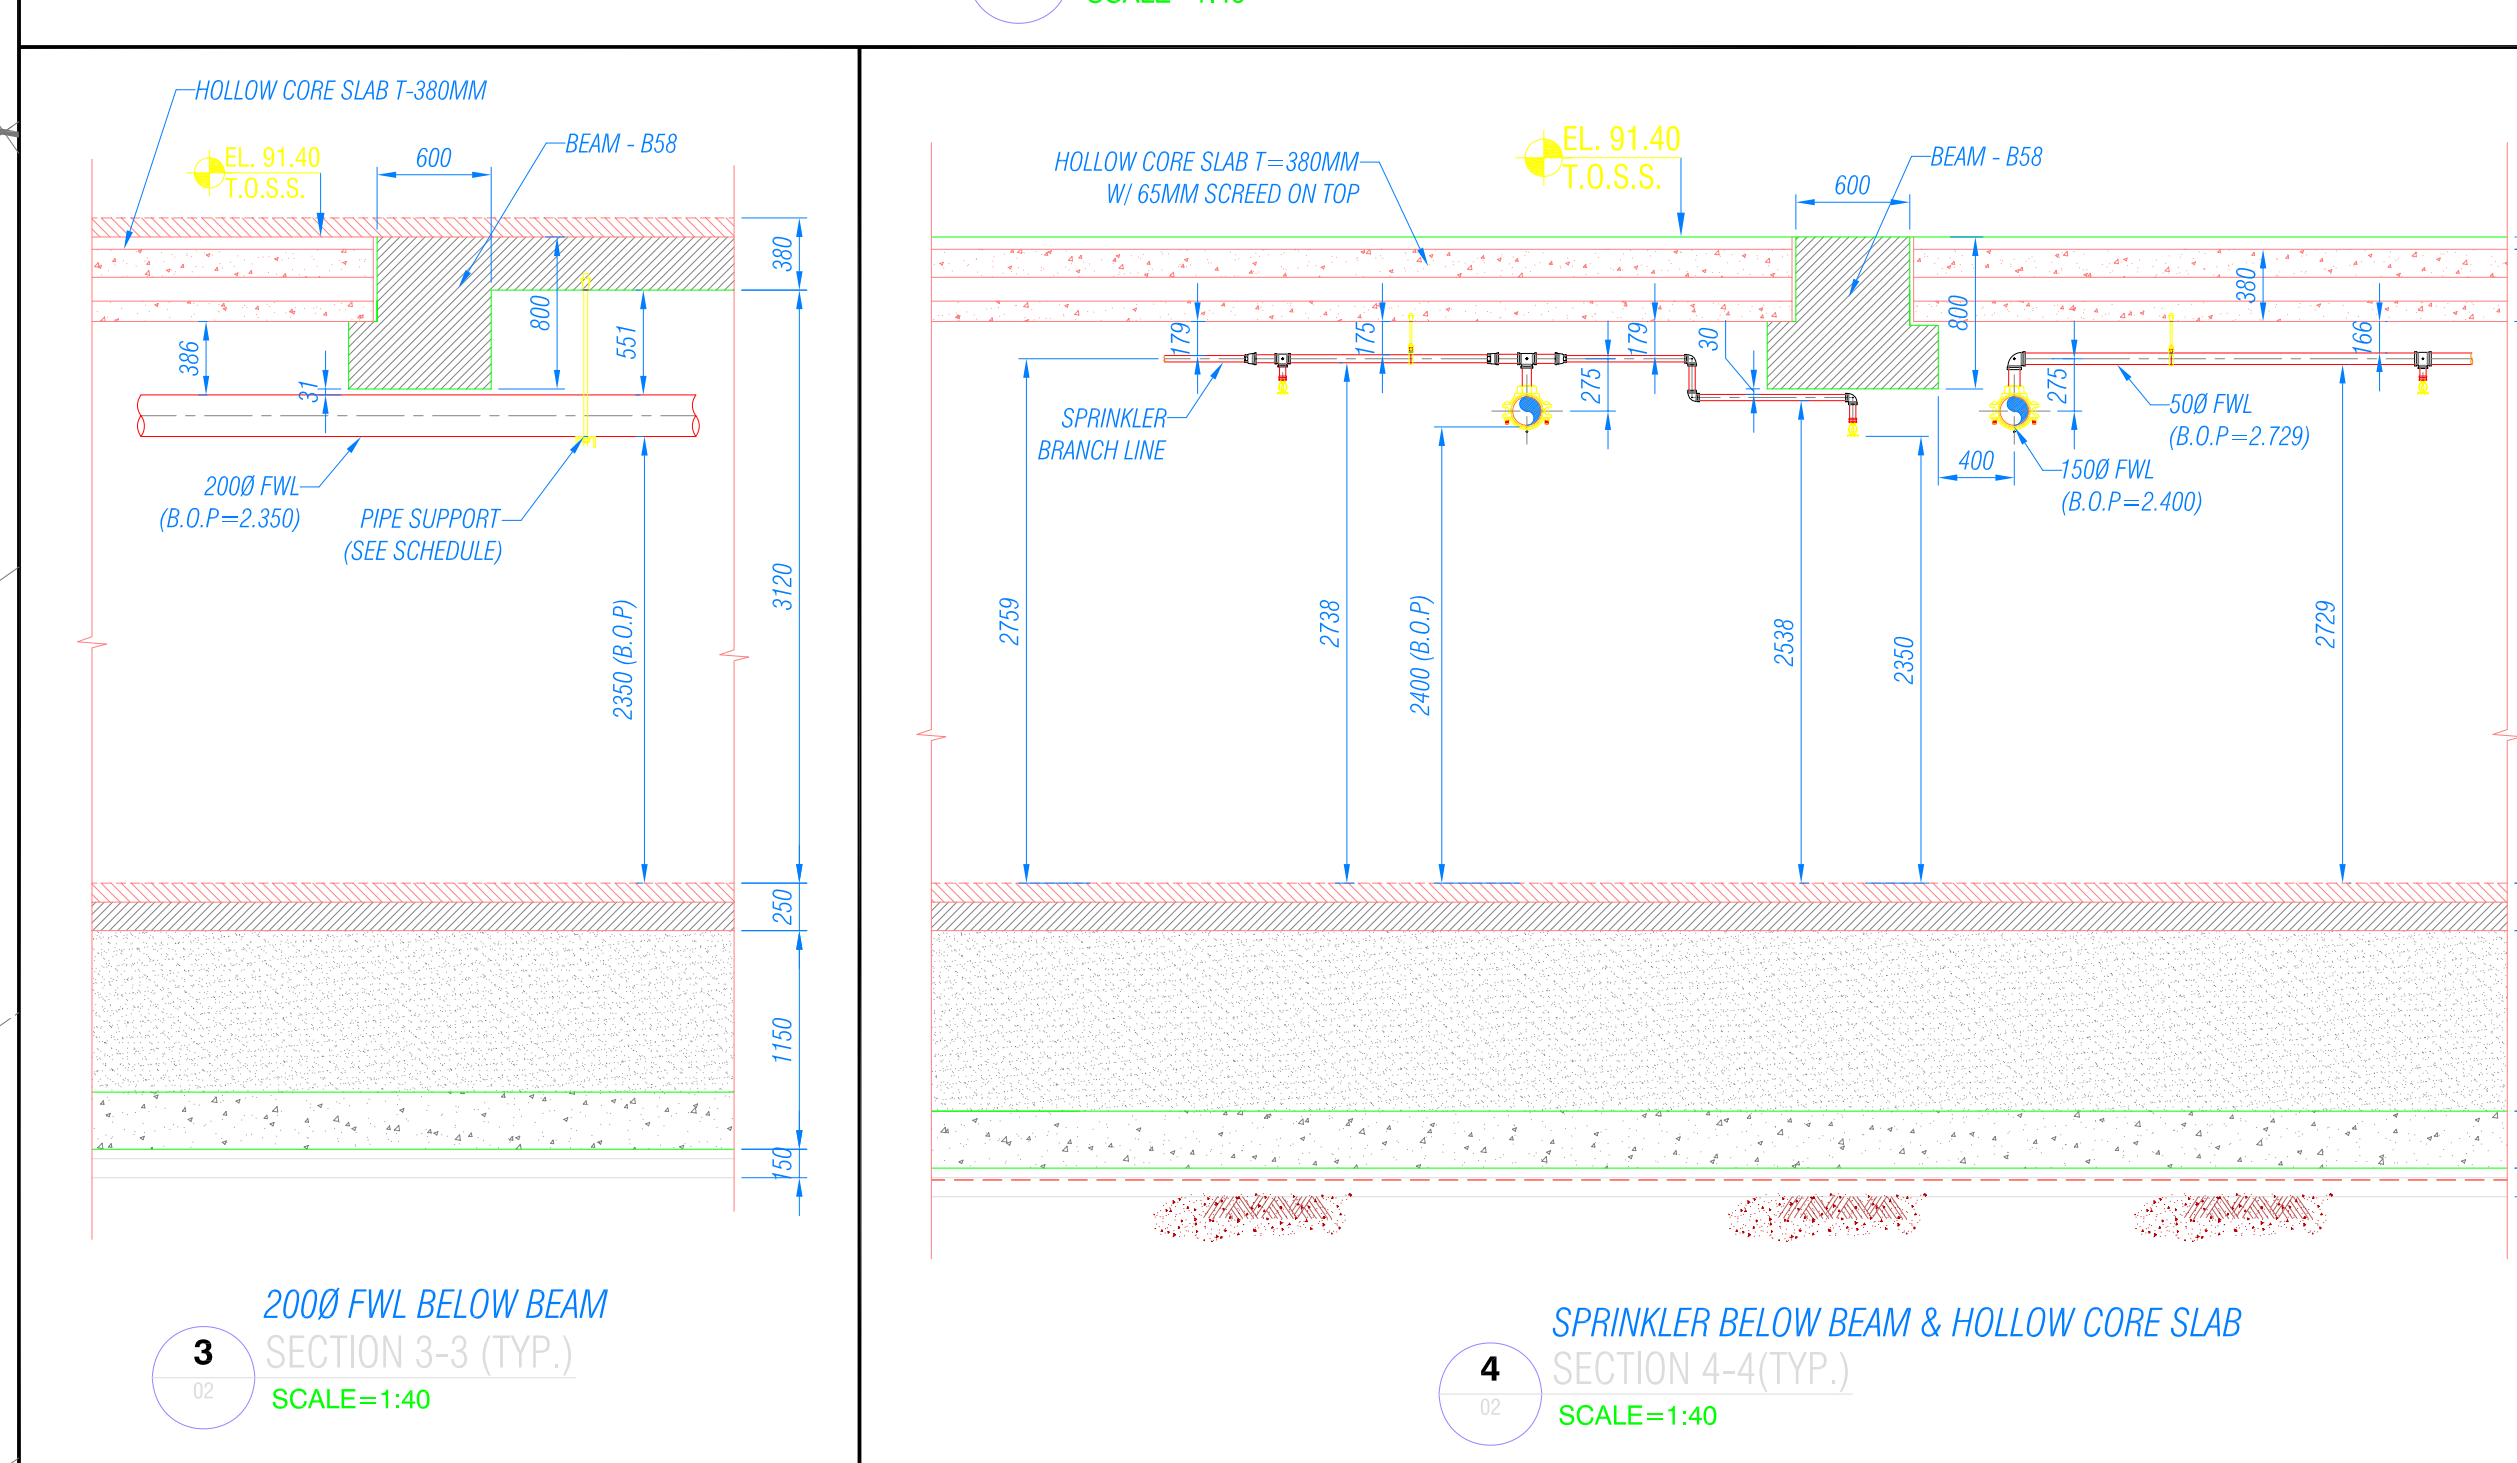 HOLLOW CORE SLAB T-380MM
BEAM - B58
EL. 91.40
T.O.S.S.
600
380
800
551
386
31
200Ø FWL
(B.O.P=2.350)
PIPE SUPPORT
(SEE SCHEDULE)
2350 (B.O.P)
3120
250
1150
150
200Ø FWL BELOW BEAM
3
02
SECTION 3-3 (TYP.)
SCALE=1:40
HOLLOW CORE SLAB T=380MM
W/ 65MM SCREED ON TOP
EL. 91.40
T.O.S.S.
BEAM - B58
600
800
380
179
175
179
30
275
275
166
SPRINKLER
BRANCH LINE
50Ø FWL
(B.O.P=2.729)
400
150Ø FWL
(B.O.P=2.400)
2759
2738
2400 (B.O.P)
2538
2350
2729
SPRINKLER BELOW BEAM & HOLLOW CORE SLAB
4
02
SECTION 4-4(TYP.)
SCALE=1:40